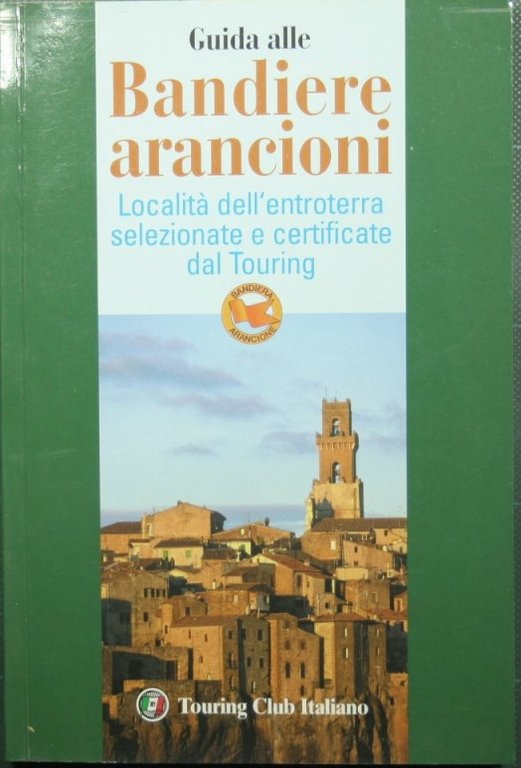 Guida alle
Bandiere
arancioni
Località dell'entroterra
selezionate e certificate
dal Touring
BANDIERA
ARANCIONE
Touring Club Italiano